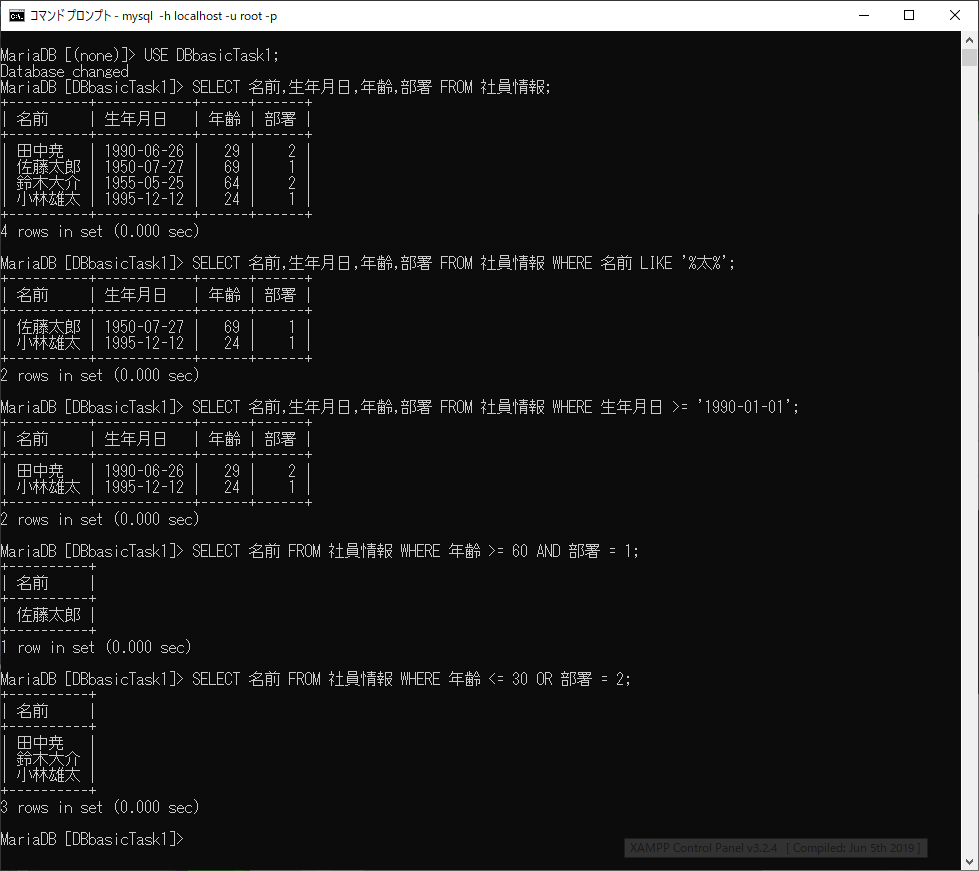 コマンド プロンプト - mysql  -h localhost -u root -p
MariaDB [(none)]> USE DBbasicTask1;
Database changed
MariaDB [DBbasicTask1]> SELECT 名前,生年月日,年齢,部署 FROM 社員情報;
+----------+------------+------+------+
| 名前     | 生年月日   | 年齢 | 部署 |
+----------+------------+------+------+
| 田中尭   | 1990-06-26 |   29 |    2 |
| 佐藤太郎 | 1950-07-27 |   69 |    1 |
| 鈴木大介 | 1955-05-25 |   64 |    2 |
| 小林雄太 | 1995-12-12 |   24 |    1 |
+----------+------------+------+------+
4 rows in set (0.000 sec)
MariaDB [DBbasicTask1]> SELECT 名前,生年月日,年齢,部署 FROM 社員情報 WHERE 名前 LIKE '%太%';
+----------+------------+------+------+
| 名前     | 生年月日   | 年齢 | 部署 |
+----------+------------+------+------+
| 佐藤太郎 | 1950-07-27 |   69 |    1 |
| 小林雄太 | 1995-12-12 |   24 |    1 |
+----------+------------+------+------+
2 rows in set (0.000 sec)
MariaDB [DBbasicTask1]> SELECT 名前,生年月日,年齢,部署 FROM 社員情報 WHERE 生年月日 >= '1990-01-01';
+----------+------------+------+------+
| 名前     | 生年月日   | 年齢 | 部署 |
+----------+------------+------+------+
| 田中尭   | 1990-06-26 |   29 |    2 |
| 小林雄太 | 1995-12-12 |   24 |    1 |
+----------+------------+------+------+
2 rows in set (0.000 sec)
MariaDB [DBbasicTask1]> SELECT 名前 FROM 社員情報 WHERE 年齢 >= 60 AND 部署 = 1;
+----------+
| 名前     |
+----------+
| 佐藤太郎 |
+----------+
1 row in set (0.000 sec)
MariaDB [DBbasicTask1]> SELECT 名前 FROM 社員情報 WHERE 年齢 <= 30 OR 部署 = 2;
+----------+
| 名前     |
+----------+
| 田中尭   |
| 鈴木大介 |
| 小林雄太 |
+----------+
3 rows in set (0.000 sec)
MariaDB [DBbasicTask1]>
XAMPP Control Panel v3.2.4  [ Compiled: Jun 5th 2019 ]